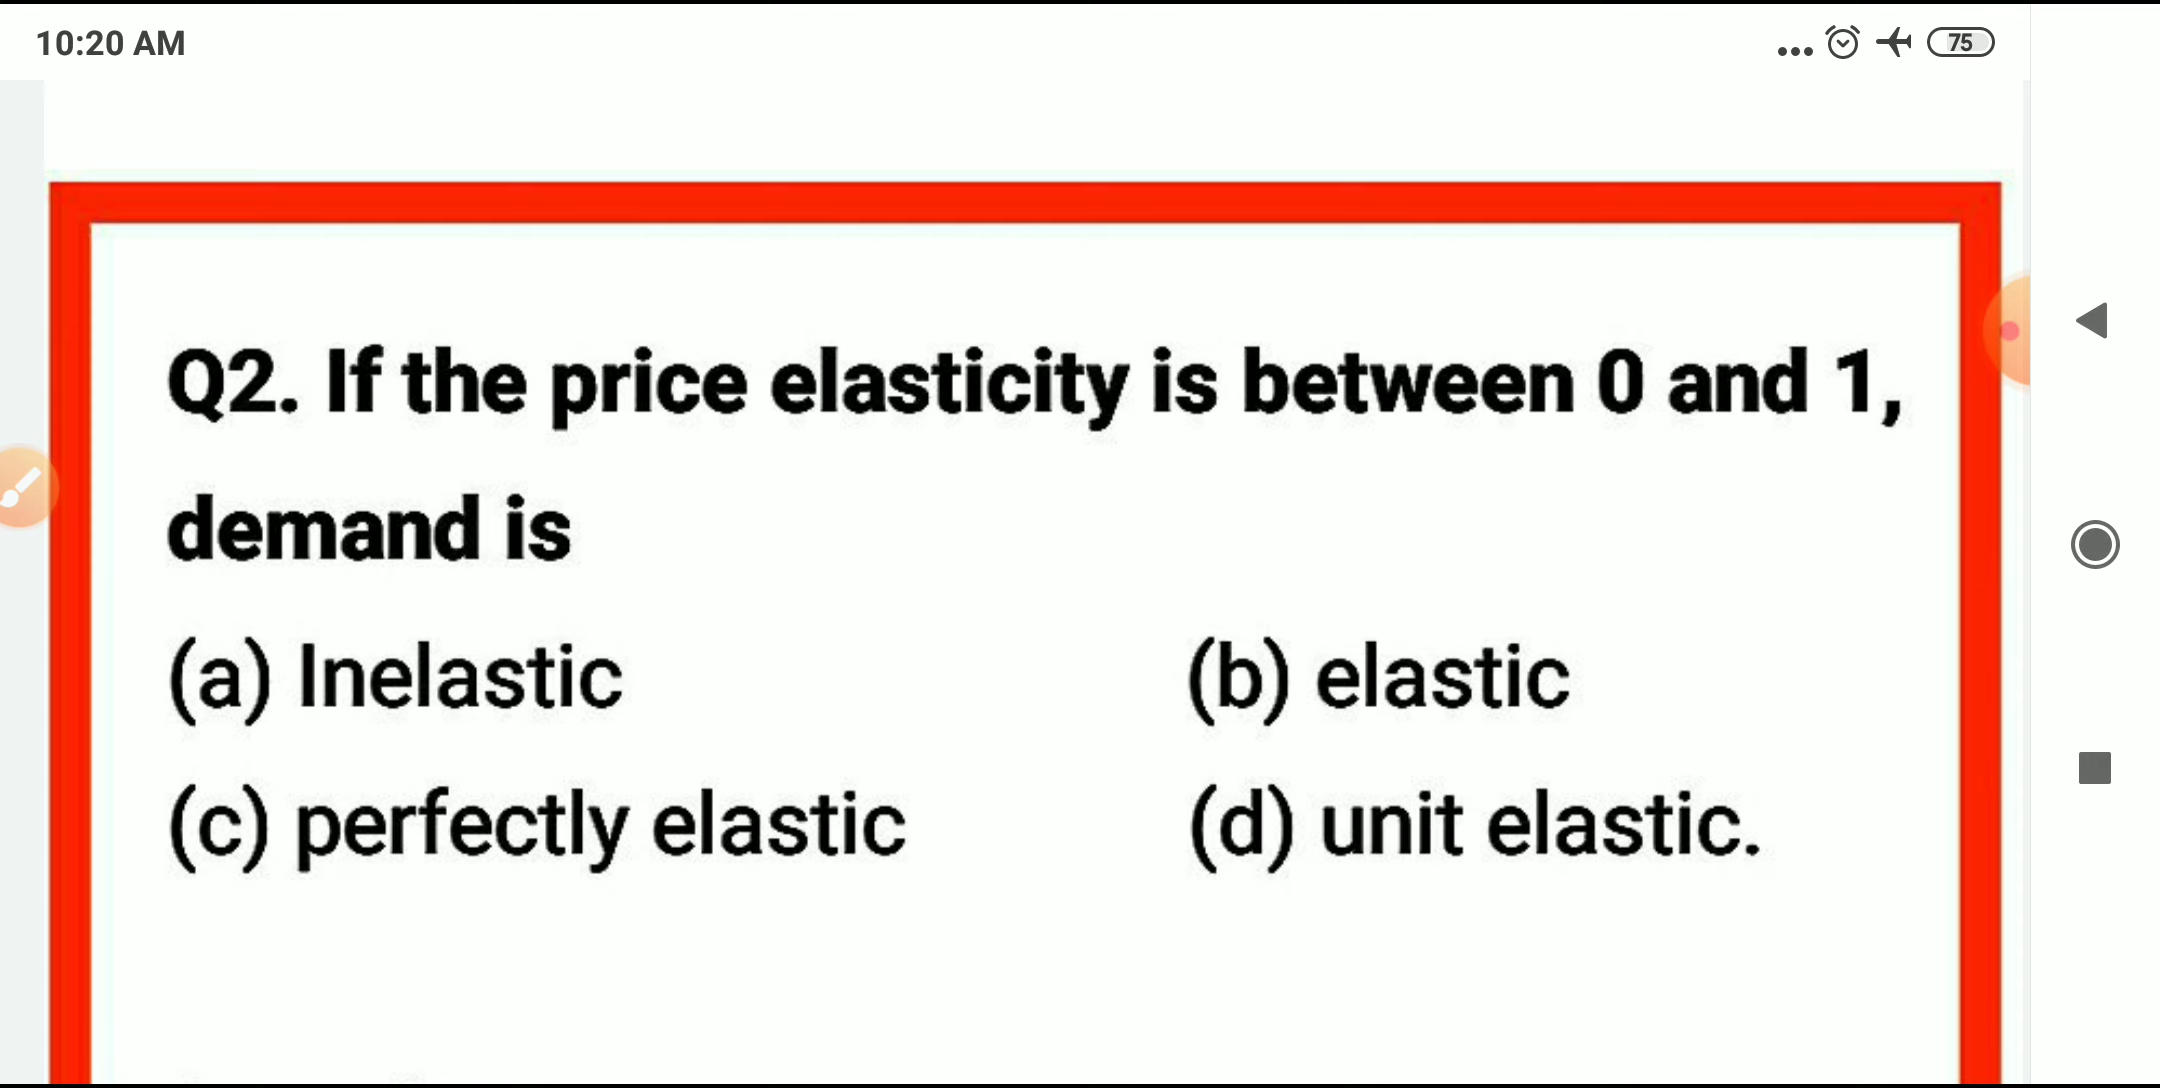 10:20 AM
... 75
Q2. If the price elasticity is between 0 and 1,
demand is
(a) Inelastic (b) elastic
(c) perfectly elastic (d) unit elastic.